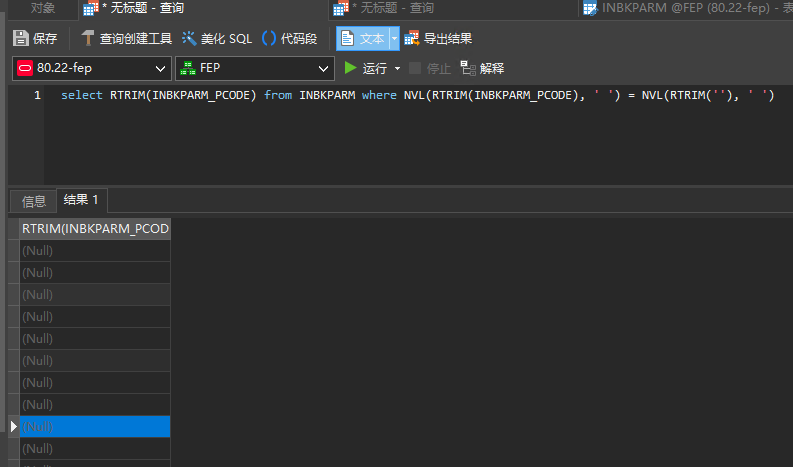 对象
* 无标题 - 查询
* 无标题 - 查询
INBKPARM @FEP (80.22-fep) - 表
保存
查询创建工具
美化 SQL
代码段
文本
导出结果
80.22-fep
FEP
运行
停止
解释
1 select RTRIM(INBKPARM_PCODE) from INBKPARM where NVL(RTRIM(INBKPARM_PCODE), ' ') = NVL(RTRIM(''), ' ')
信息
结果 1
RTRIM(INBKPARM_PCOD
(Null)
(Null)
(Null)
(Null)
(Null)
(Null)
(Null)
(Null)
(Null)
(Null)